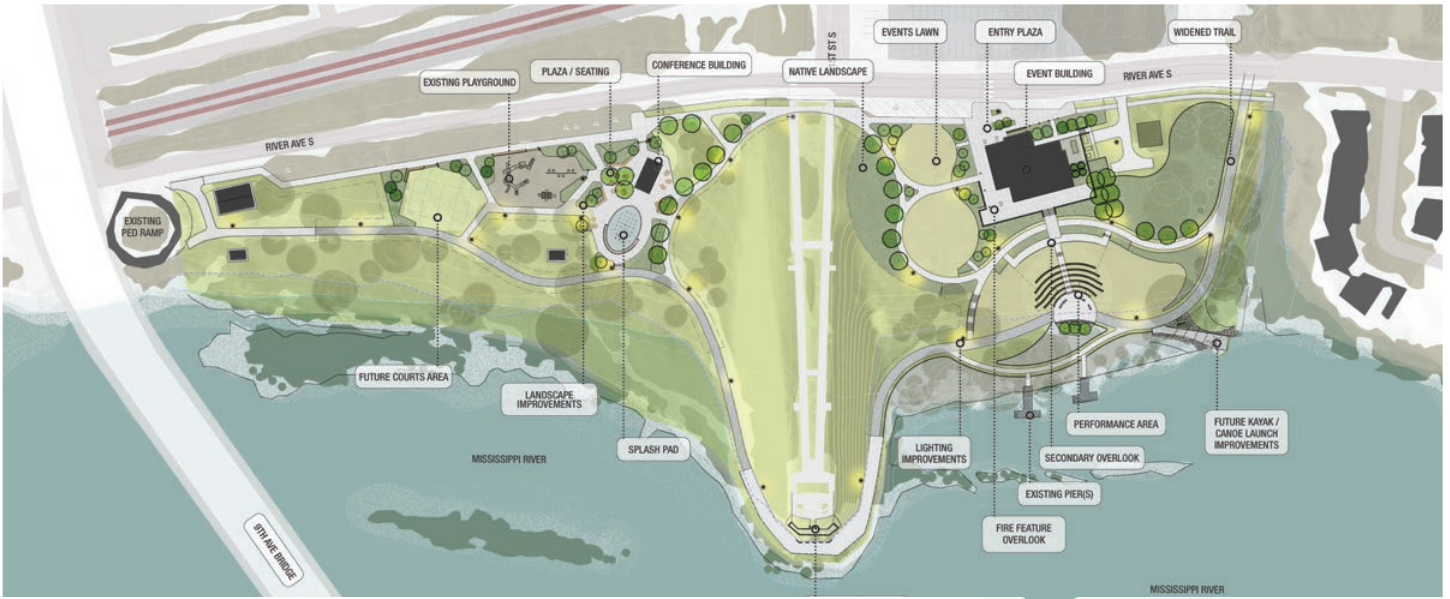 EVENTS LAWN
ENTRY PLAZA
WIDENED TRAIL
ST S
PLAZA / SEATING
CONFERENCE BUILDING
NATIVE LANDSCAPE
EVENT BUILDING
RIVER AVE S
EXISTING PLAYGROUND
RIVER AVE S
EXISTING
PED RAMP
FUTURE COURTS AREA
LANDSCAPE
IMPROVEMENTS
SPLASH PAD
MISSISSIPPI RIVER
LIGHTING
IMPROVEMENTS
PERFORMANCE AREA
SECONDARY OVERLOOK
FUTURE KAYAK /
CANOE LAUNCH
IMPROVEMENTS
EXISTING PIER(S)
FIRE FEATURE
OVERLOOK
9TH AVE BRIDGE
MISSISSIPPI RIVER